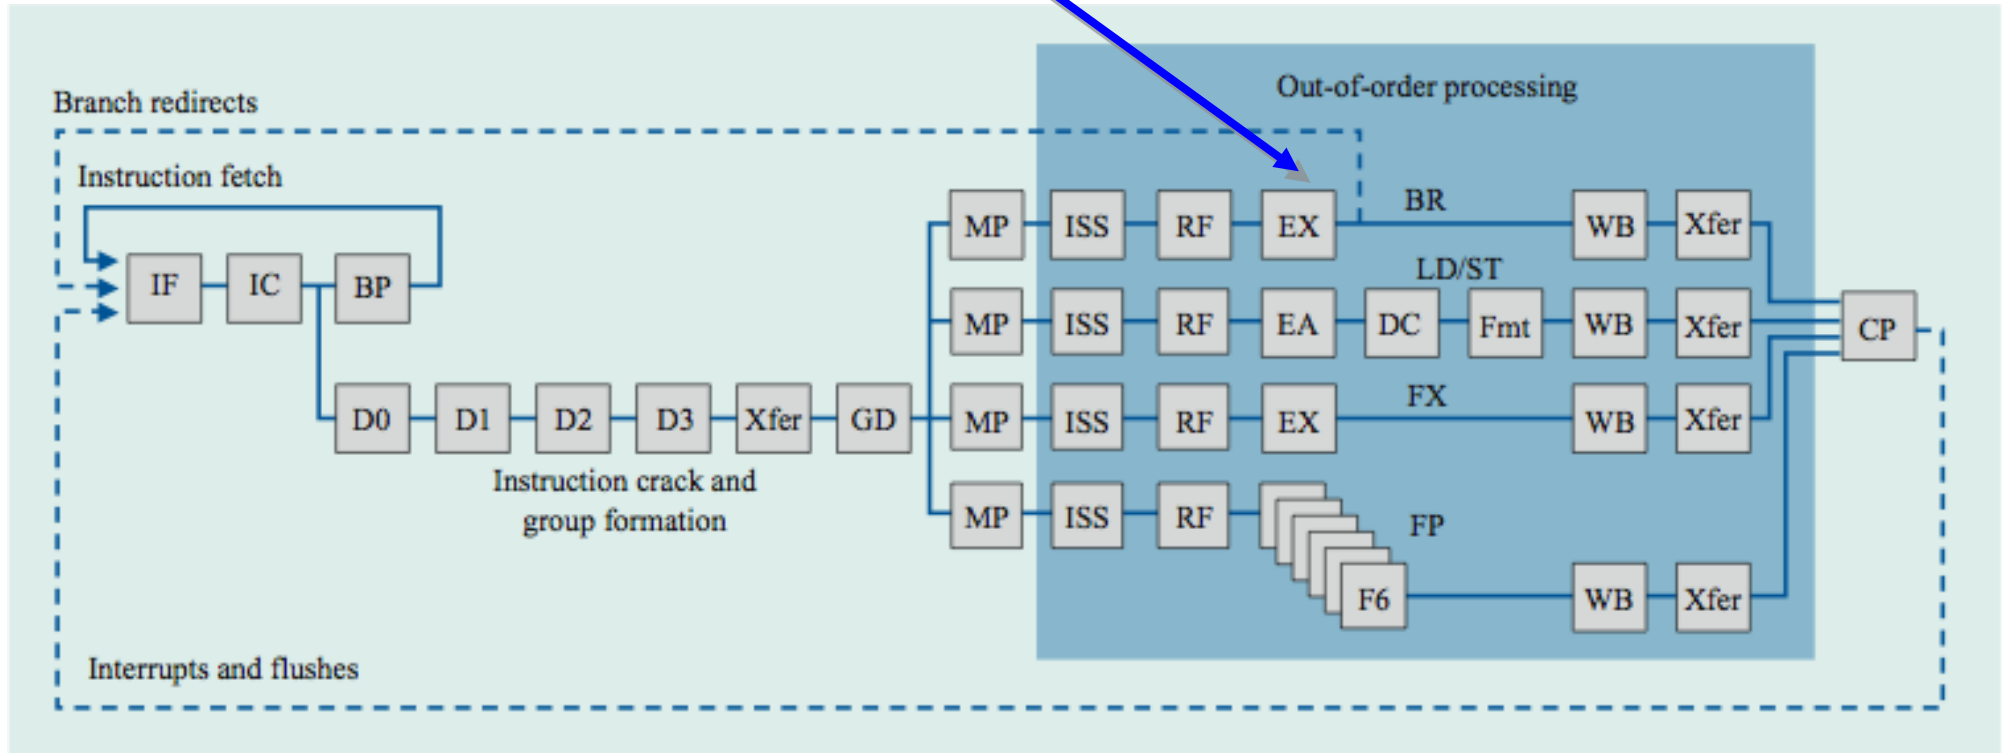 Out-of-order processing
Branch redirects
Instruction fetch
MP ISS RF EX BR WB Xfer
IF IC BP
LD/ST
MP ISS RF EA DC Fmt WB Xfer
CP
D0 D1 D2 D3 Xfer GD
MP ISS RF EX FX WB Xfer
Instruction crack and
group formation
MP ISS RF FP
F6 WB Xfer
Interrupts and flushes